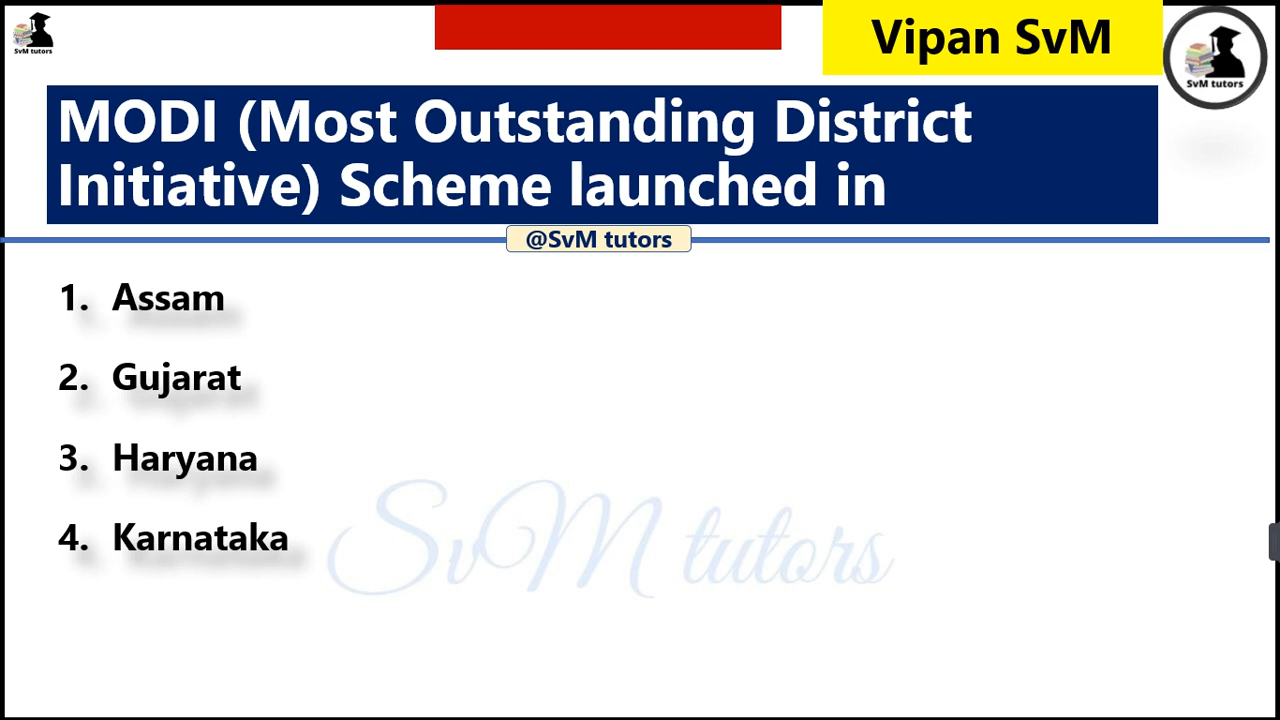 SvM tutors
Vipan SvM
SvM tutors
MODI (Most Outstanding District
Initiative) Scheme launched in
@SvM tutors
1. Assam
2. Gujarat
3. Haryana
4. Karnataka
SvM tutors